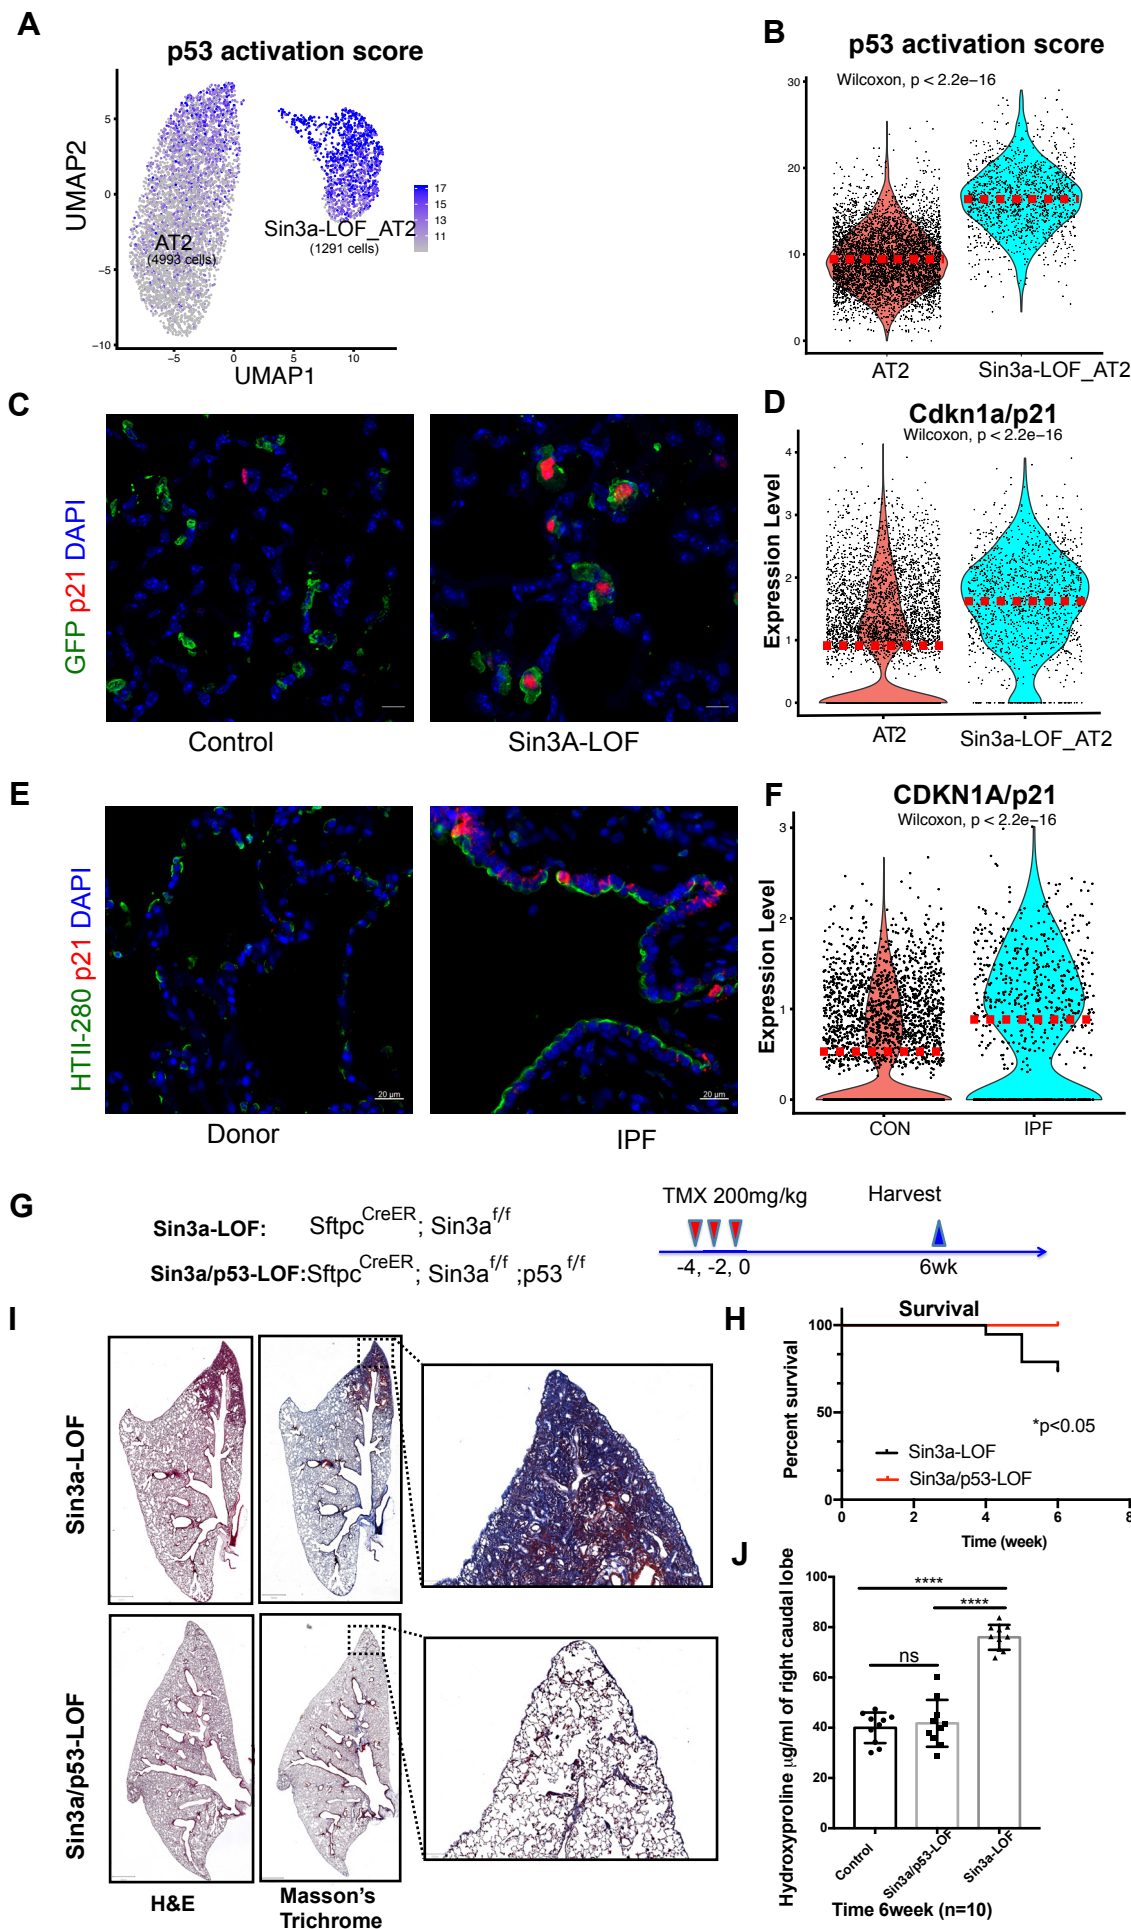 A
p53 activation score
UMAP2
5
0
−5
−10
−5
0
5
10
UMAP1
AT2
(4993 cells)
Sin3a-LOF_AT2
(1291 cells)
17
15
13
11
B
p53 activation score
Wilcoxon, p < 2.2e−16
30
20
10
0
AT2
Sin3a-LOF_AT2
C
GFP p21 DAPI
Control
Sin3A-LOF
D
Cdkn1a/p21
Wilcoxon, p < 2.2e−16
Expression Level
4
3
2
1
0
AT2
Sin3a-LOF_AT2
E
HTII-280 p21 DAPI
20 µm
20 µm
Donor
IPF
F
CDKN1A/p21
Wilcoxon, p < 2.2e−16
Expression Level
3
2
1
0
CON
IPF
G
Sin3a-LOF: Sftpc^CreER; Sin3a^f/f
Sin3a/p53-LOF: Sftpc^CreER; Sin3a^f/f ;p53^f/f
TMX 200mg/kg
Harvest
-4, -2, 0
6wk
I
Sin3a-LOF
Sin3a/p53-LOF
H&E
Masson's
Trichrome
H
Survival
Percent survival
100
50
0
*p<0.05
Sin3a-LOF
Sin3a/p53-LOF
0
2
4
6
8
Time (week)
J
Hydroxyproline µg/ml of right caudal lobe
100
80
60
40
20
0
****
****
ns
Control
Sin3a/p53-LOF
Sin3a-LOF
Time 6week (n=10)